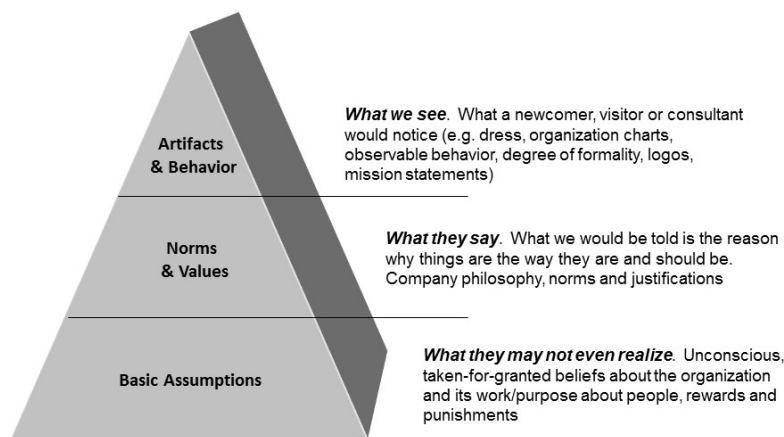 What we see. What a newcomer, visitor or consultant
would notice (e.g. dress, organization charts,
observable behavior, degree of formality, logos,
mission statements)
Artifacts
& Behavior
What they say. What we would be told is the reason
why things are the way they are and should be.
Company philosophy, norms and justifications
Norms
& Values
What they may not even realize. Unconscious,
taken-for-granted beliefs about the organization
and its work/purpose about people, rewards and
punishments
Basic Assumptions